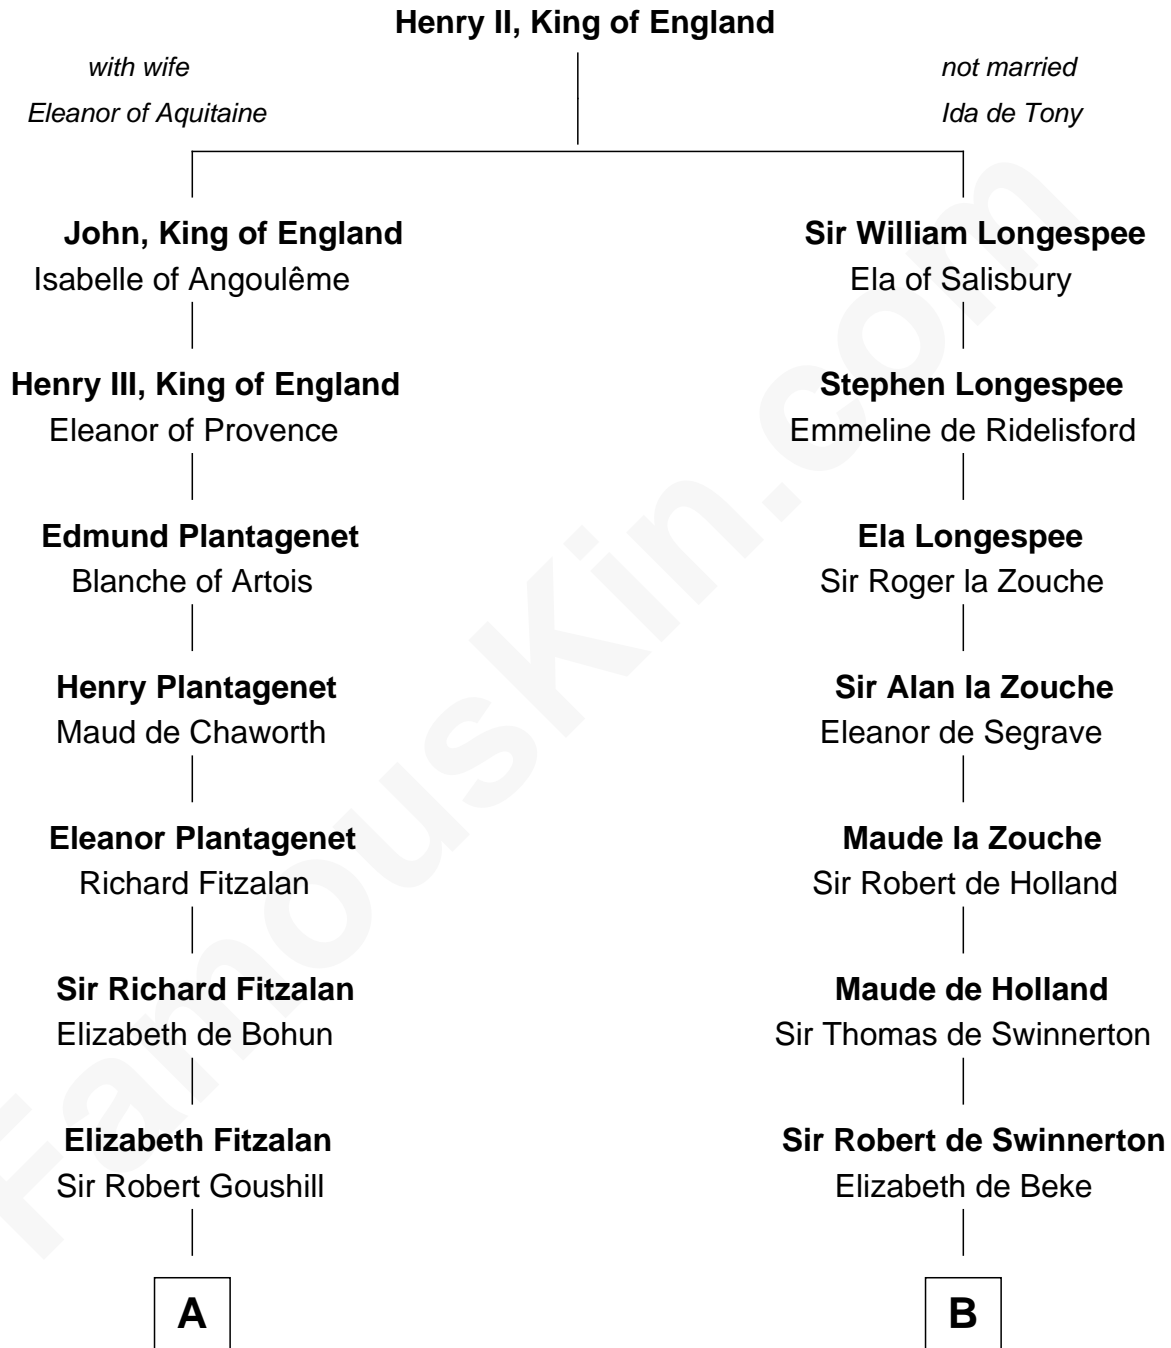 Henry II, King of England
with wife
Eleanor of Aquitaine
not married
Ida de Tony
John, King of England
Isabelle of Angoulême
Sir William Longespee
Ela of Salisbury
Henry III, King of England
Eleanor of Provence
Stephen Longespee
Emmeline de Ridelisford
Edmund Plantagenet
Blanche of Artois
Ela Longespee
Sir Roger la Zouche
Henry Plantagenet
Maud de Chaworth
Sir Alan la Zouche
Eleanor de Segrave
Eleanor Plantagenet
Richard Fitzalan
Maude la Zouche
Sir Robert de Holland
Sir Richard Fitzalan
Elizabeth de Bohun
Maude de Holland
Sir Thomas de Swinnerton
Elizabeth Fitzalan
Sir Robert Goushill
Sir Robert de Swinnerton
Elizabeth de Beke
A
B
FamousKin.com